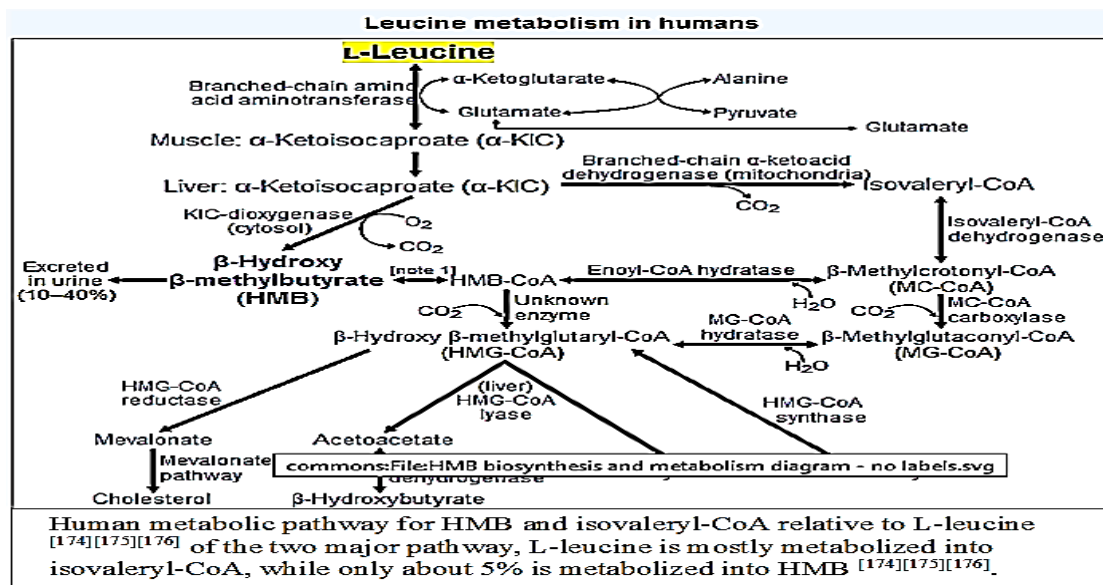 Leucine metabolism in humans
L-Leucine
Branched-chain amino
acid aminotransferase
α-Ketoglutarate
Alanine
Glutamate
Pyruvate
Glutamate
Muscle: α-Ketoisocaproate (α-KIC)
Branched-chain α-ketoacid
dehydrogenase (mitochondria)
Liver: α-Ketoisocaproate (α-KIC)
Isovaleryl-CoA
CO2
KIC-dioxygenase
(cytosol)
O2
CO2
Isovaleryl-CoA
dehydrogenase
Excreted
in urine
(10–40%)
β-Hydroxy
β-methylbutyrate
(HMB)
[note 1]
HMB-CoA
Enoyl-CoA hydratase
H2O
β-Methylcrotonyl-CoA
(MC-CoA)
CO2
Unknown
enzyme
CO2
MC-CoA
carboxylase
β-Hydroxy β-methylglutaryl-CoA
(HMG-CoA)
MG-CoA
hydratase
H2O
β-Methylglutaconyl-CoA
(MG-CoA)
HMG-CoA
reductase
(liver)
HMG-CoA
lyase
HMG-CoA
synthase
Mevalonate
Acetoacetate
Mevalonate
pathway
commons:File:HMB biosynthesis and metabolism diagram - no labels.svg
dehydrogenase
Cholesterol
β-Hydroxybutyrate
Human metabolic pathway for HMB and isovaleryl-CoA relative to L-leucine
[174][175][176] of the two major pathway, L-leucine is mostly metabolized into
isovaleryl-CoA, while only about 5% is metabolized into HMB [174][175][176].